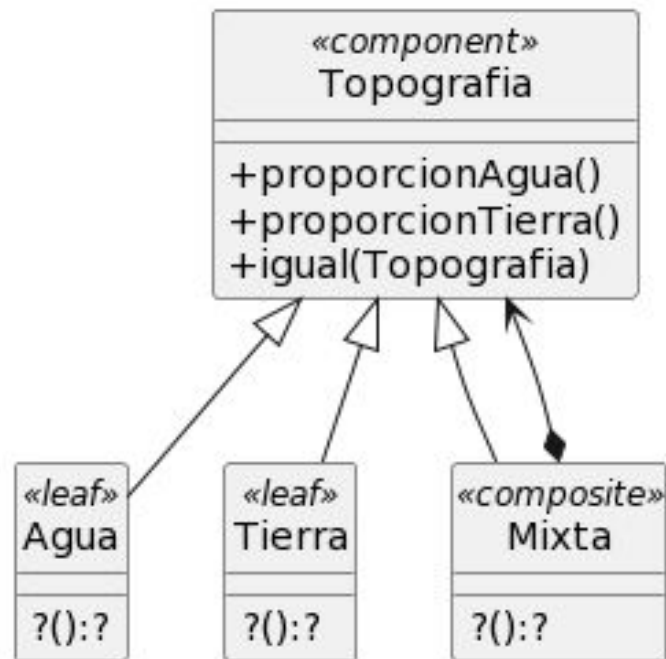 «component»
Topografia
+proporcionAgua()
+proporcionTierra()
+igual(Topografia)
«leaf»
Agua
?():?
«leaf»
Tierra
?():?
«composite»
Mixta
?():?